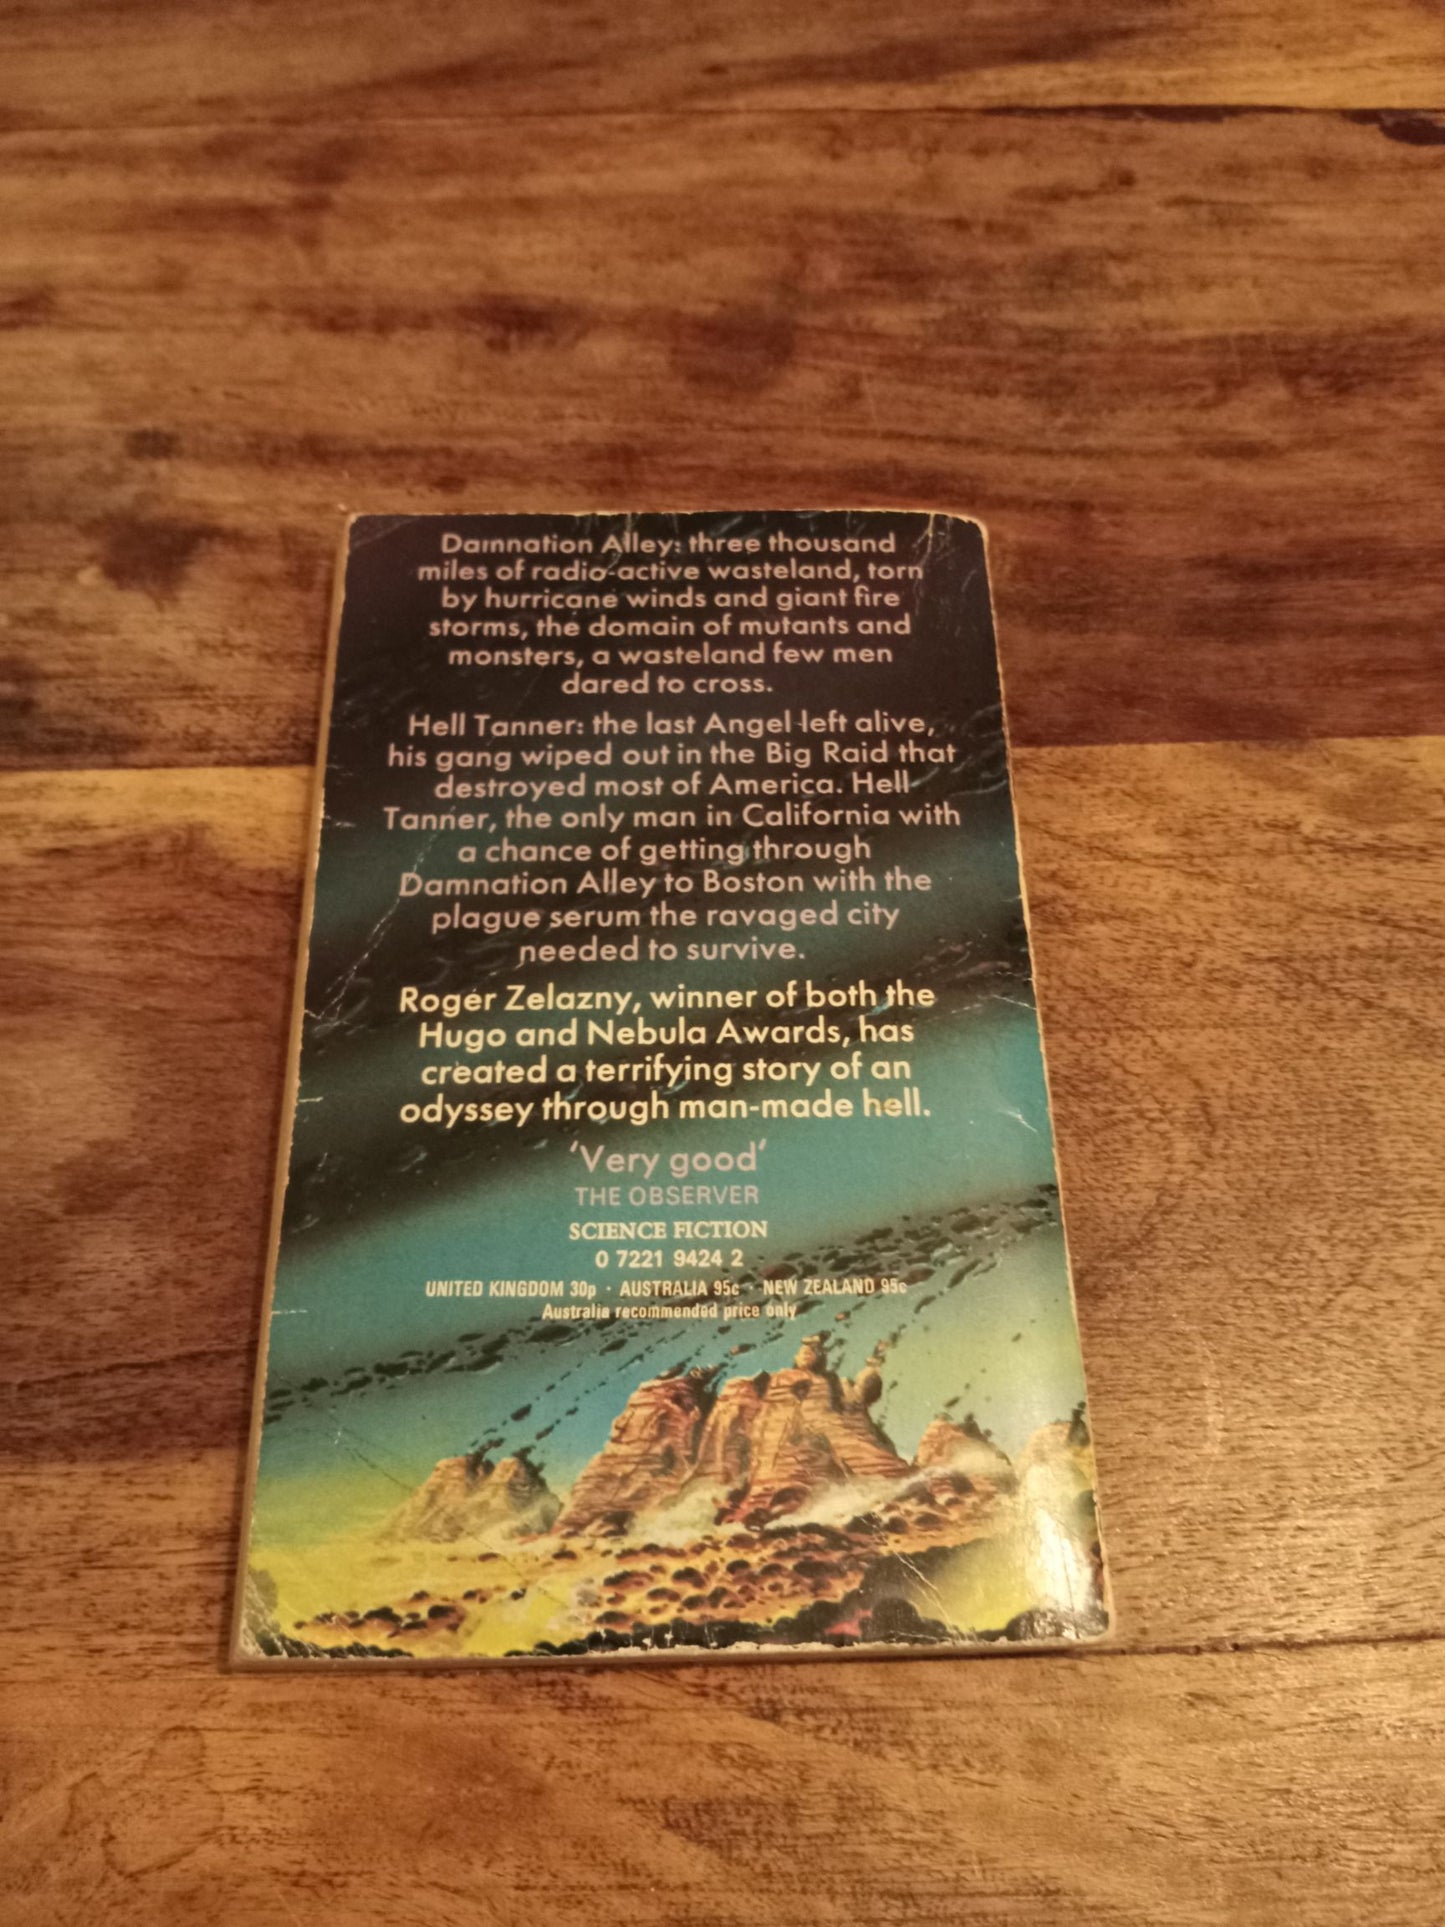 Damnation Alley: three thousand
miles of radio-active wasteland, torn
by hurricane winds and giant fire
storms, the domain of mutants and
monsters, a wasteland few men
dared to cross.
Hell Tanner: the last Angel left alive,
his gang wiped out in the Big Raid that
destroyed most of America. Hell
Tanner, the only man in California with
a chance of getting through
Damnation Alley to Boston with the
plague serum the ravaged city
needed to survive.
Roger Zelazny, winner of both the
Hugo and Nebula Awards, has
created a terrifying story of an
odyssey through man-made hell.
'Very good'
THE OBSERVER
SCIENCE FICTION
0 7221 9424 2
UNITED KINGDOM 30p · AUSTRALIA 95c · NEW ZEALAND 95c
Australia recommended price only